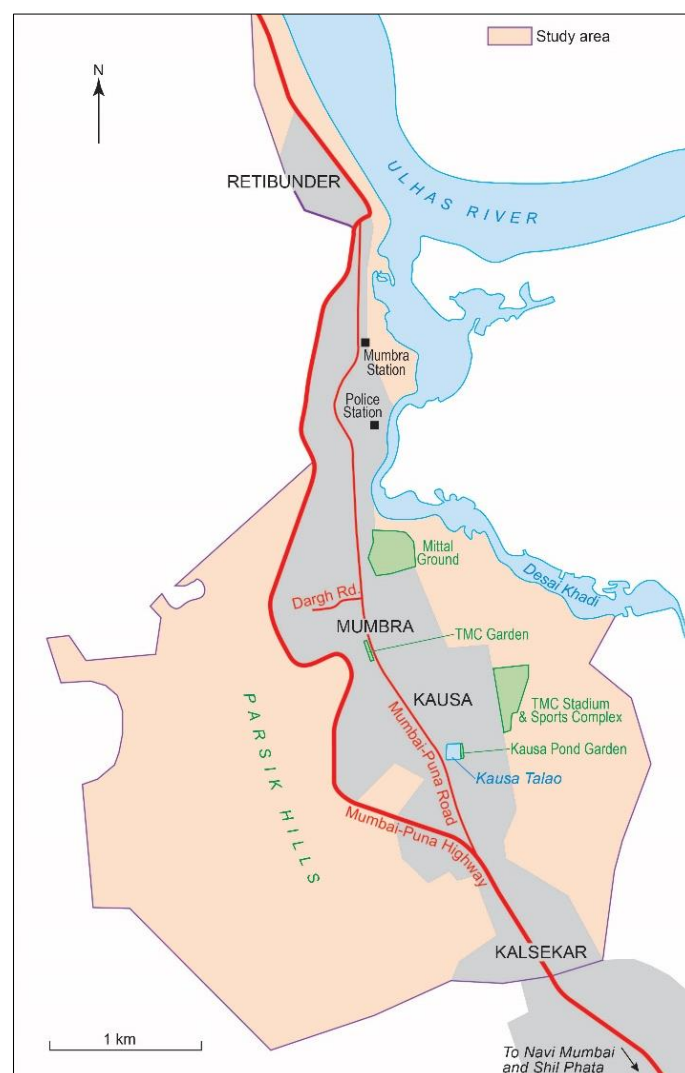 Study area
N
RETIBUNDER
ULHAS RIVER
Mumbra
Station
Police
Station
Mittal
Ground
Desai Khadi
Dargh Rd.
MUMBRA
TMC Garden
KAUSA
TMC Stadium
& Sports Complex
Kausa Pond Garden
Kausa Talao
PARSIK HILLS
Mumbai-Puna Road
Mumbai-Puna Highway
KALSEKAR
1 km
To Navi Mumbai
and Shil Phata